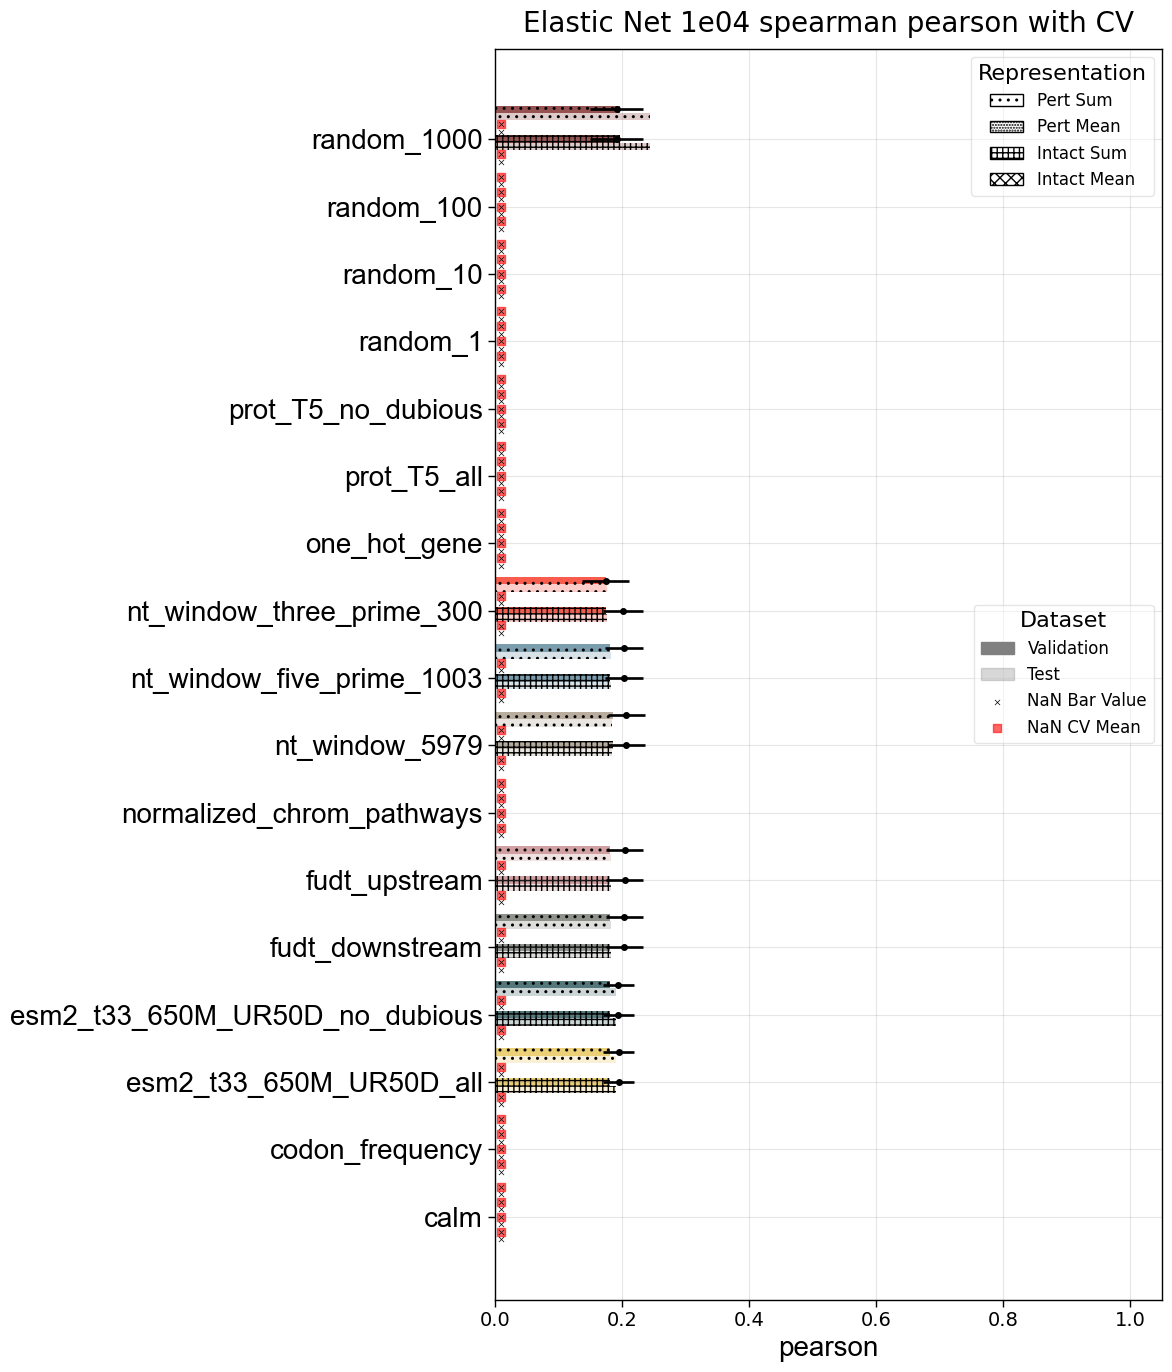 Elastic Net 1e04 spearman pearson with CV
Representation
Pert Sum
Pert Mean
Intact Sum
Intact Mean
random_1000
random_100
random_10
random_1
prot_T5_no_dubious
prot_T5_all
one_hot_gene
nt_window_three_prime_300
nt_window_five_prime_1003
nt_window_5979
normalized_chrom_pathways
fudt_upstream
fudt_downstream
esm2_t33_650M_UR50D_no_dubious
esm2_t33_650M_UR50D_all
codon_frequency
calm
Dataset
Validation
Test
NaN Bar Value
NaN CV Mean
0.0 0.2 0.4 0.6 0.8 1.0
pearson